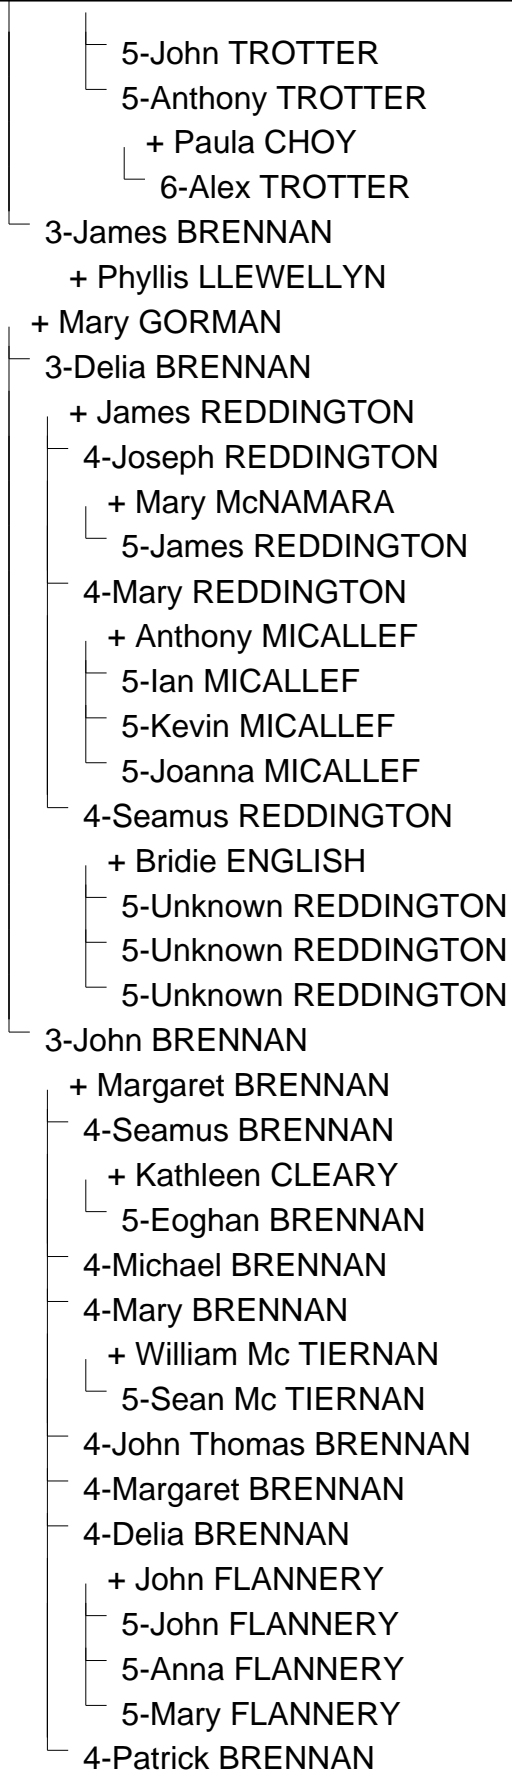 5-John TROTTER
5-Anthony TROTTER
+ Paula CHOY
6-Alex TROTTER
3-James BRENNAN
+ Phyllis LLEWELLYN
+ Mary GORMAN
3-Delia BRENNAN
+ James REDDINGTON
4-Joseph REDDINGTON
+ Mary McNAMARA
5-James REDDINGTON
4-Mary REDDINGTON
+ Anthony MICALLEF
5-Ian MICALLEF
5-Kevin MICALLEF
5-Joanna MICALLEF
4-Seamus REDDINGTON
+ Bridie ENGLISH
5-Unknown REDDINGTON
5-Unknown REDDINGTON
5-Unknown REDDINGTON
3-John BRENNAN
+ Margaret BRENNAN
4-Seamus BRENNAN
+ Kathleen CLEARY
5-Eoghan BRENNAN
4-Michael BRENNAN
4-Mary BRENNAN
+ William Mc TIERNAN
5-Sean Mc TIERNAN
4-John Thomas BRENNAN
4-Margaret BRENNAN
4-Delia BRENNAN
+ John FLANNERY
5-John FLANNERY
5-Anna FLANNERY
5-Mary FLANNERY
4-Patrick BRENNAN